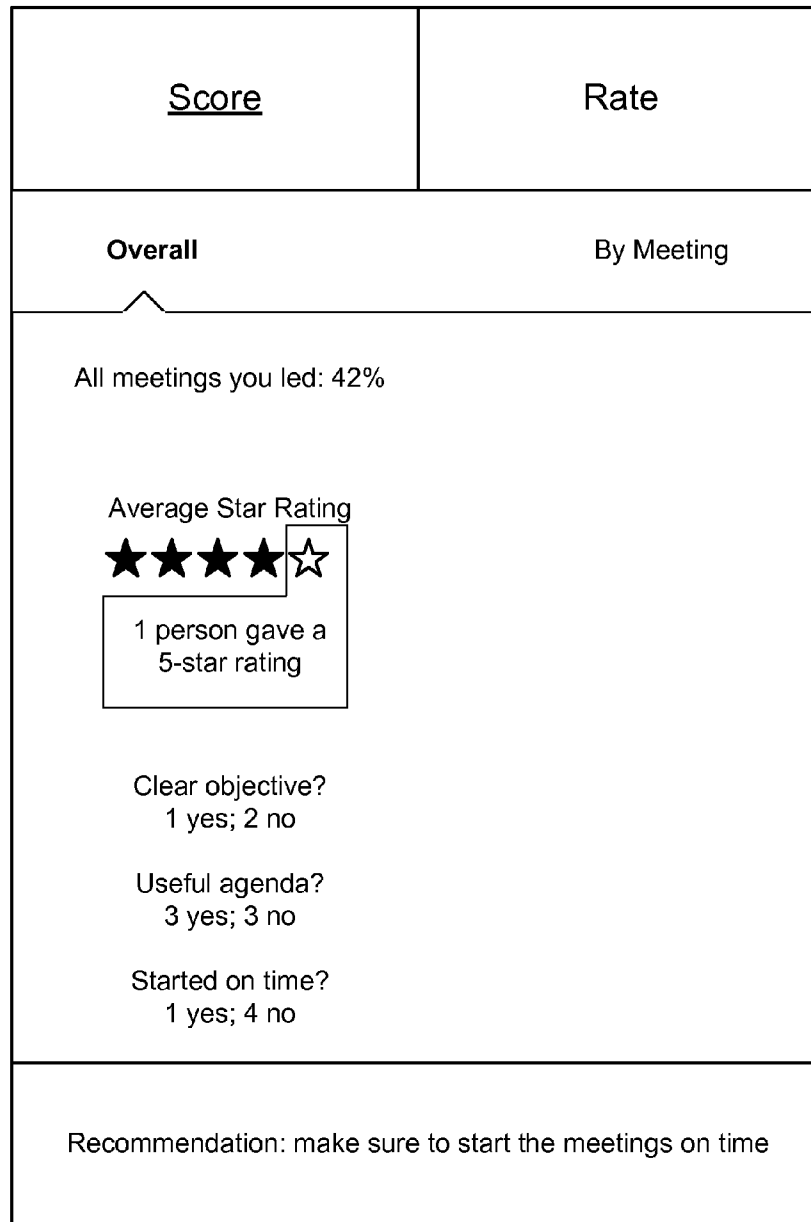 Score
Rate
Overall
By Meeting
All meetings you led: 42%
Average Star Rating
1 person gave a
5-star rating
Clear objective?
1 yes; 2 no
Useful agenda?
3 yes; 3 no
Started on time?
1 yes; 4 no
Recommendation: make sure to start the meetings on time